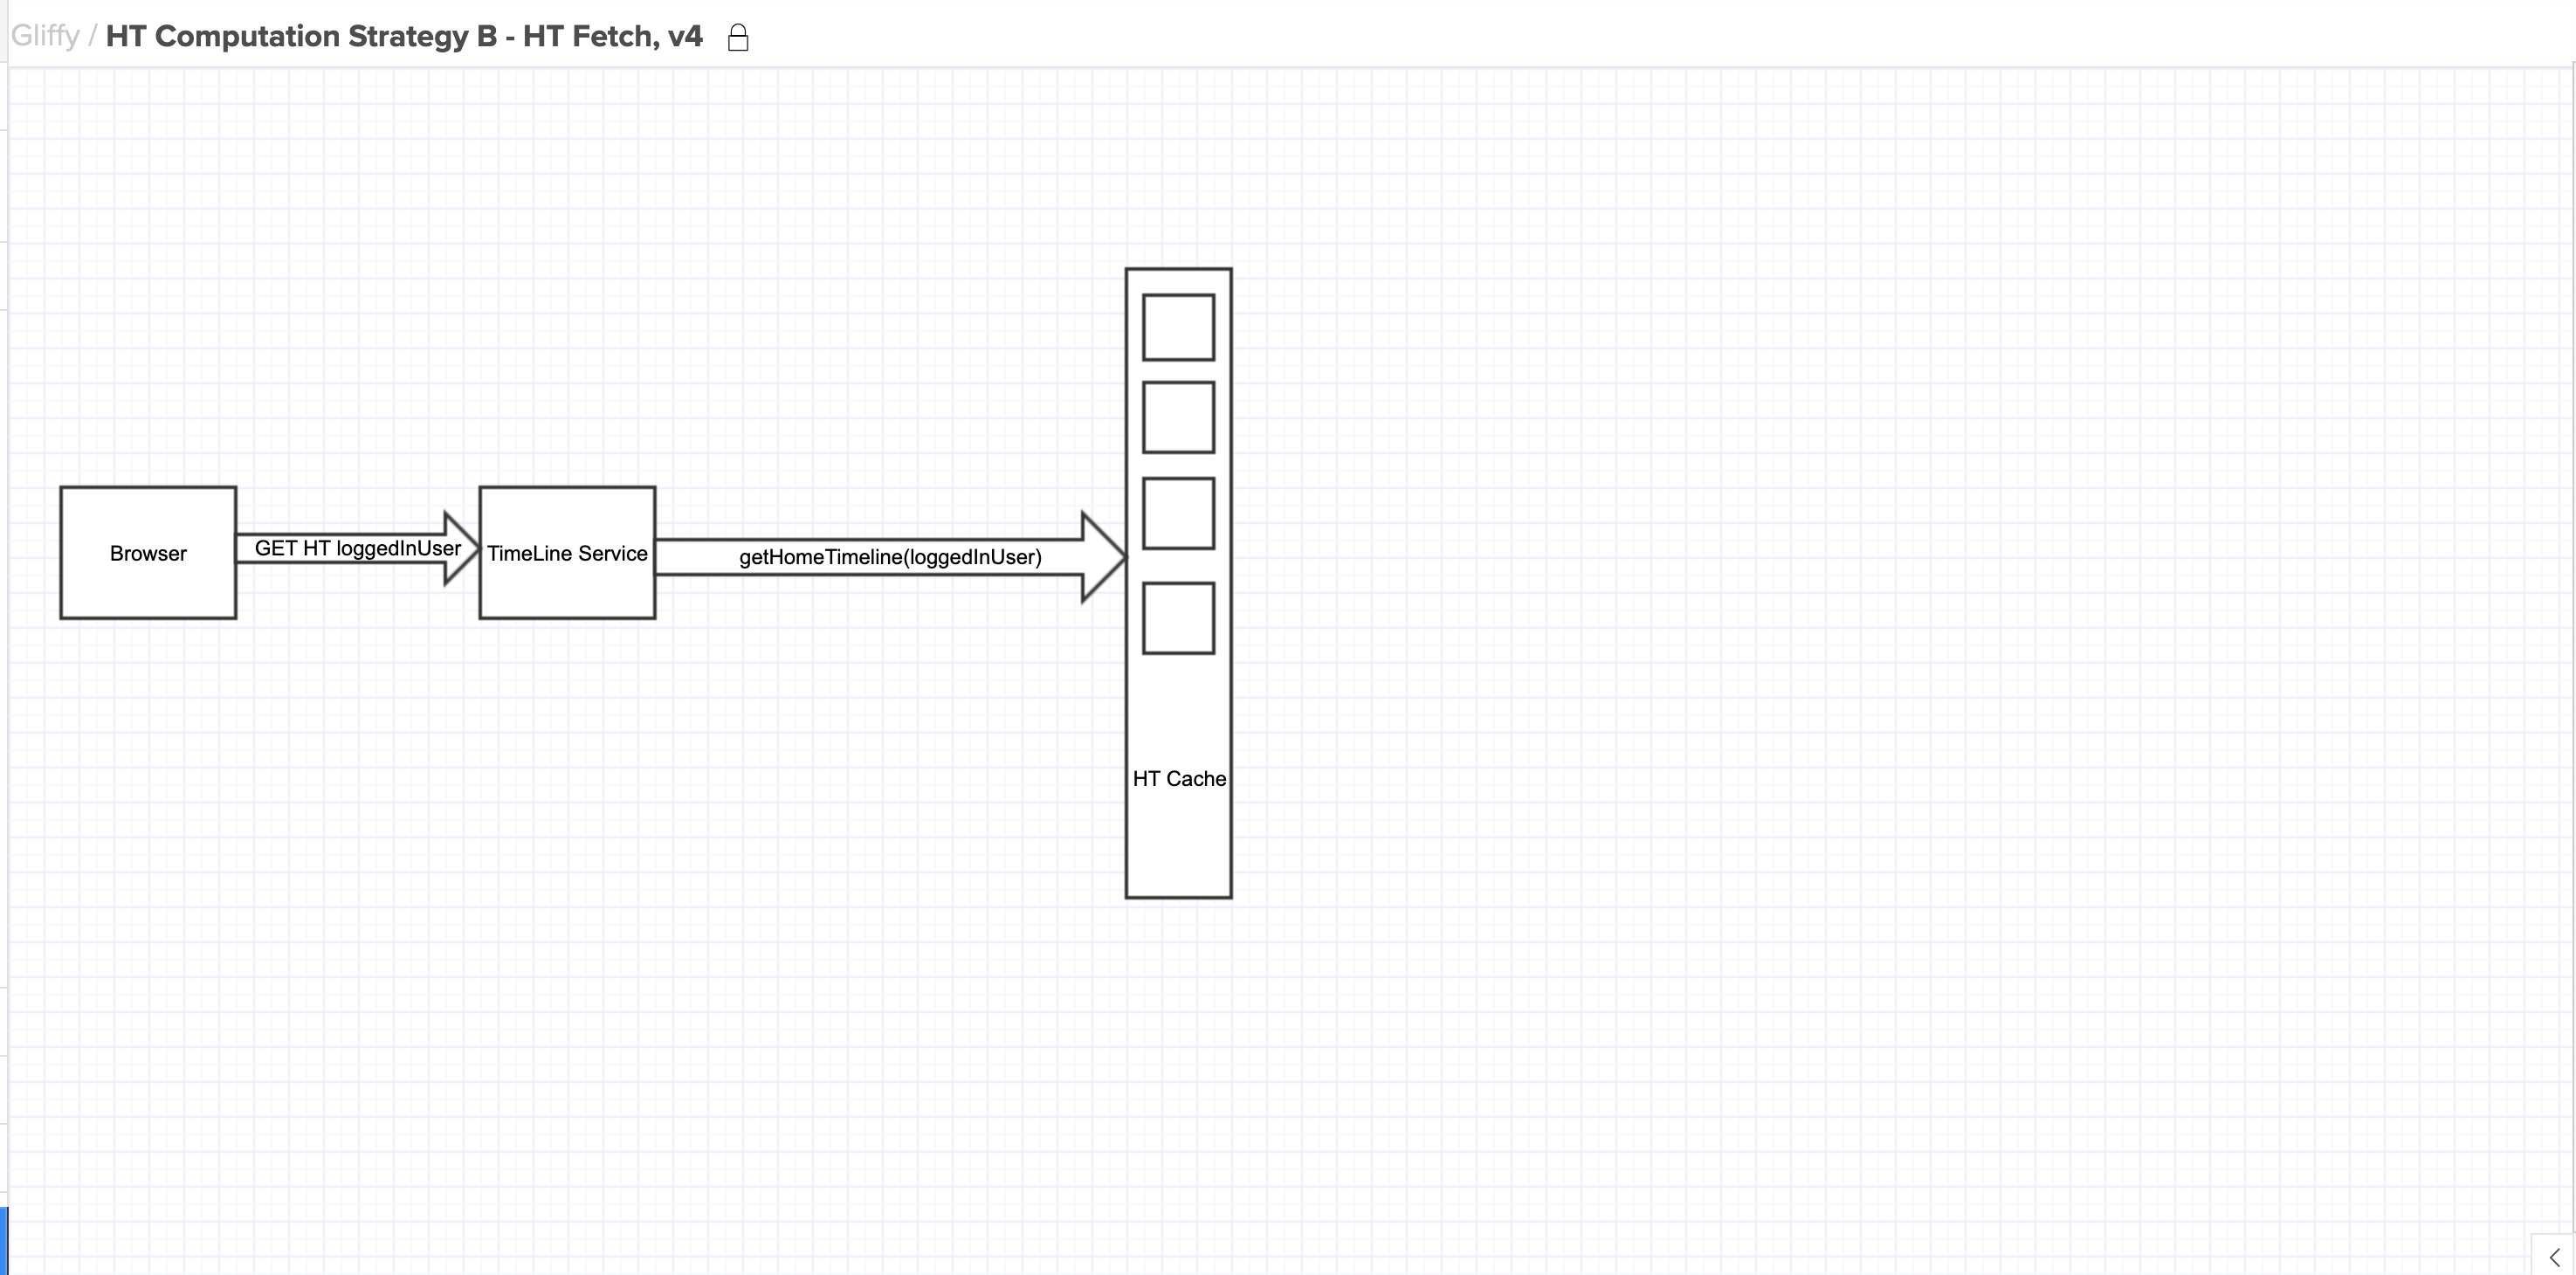 Gliffy / HT Computation Strategy B - HT Fetch, v4
Browser
GET HT loggedInUser
TimeLine Service
getHomeTimeline(loggedInUser)
HT Cache